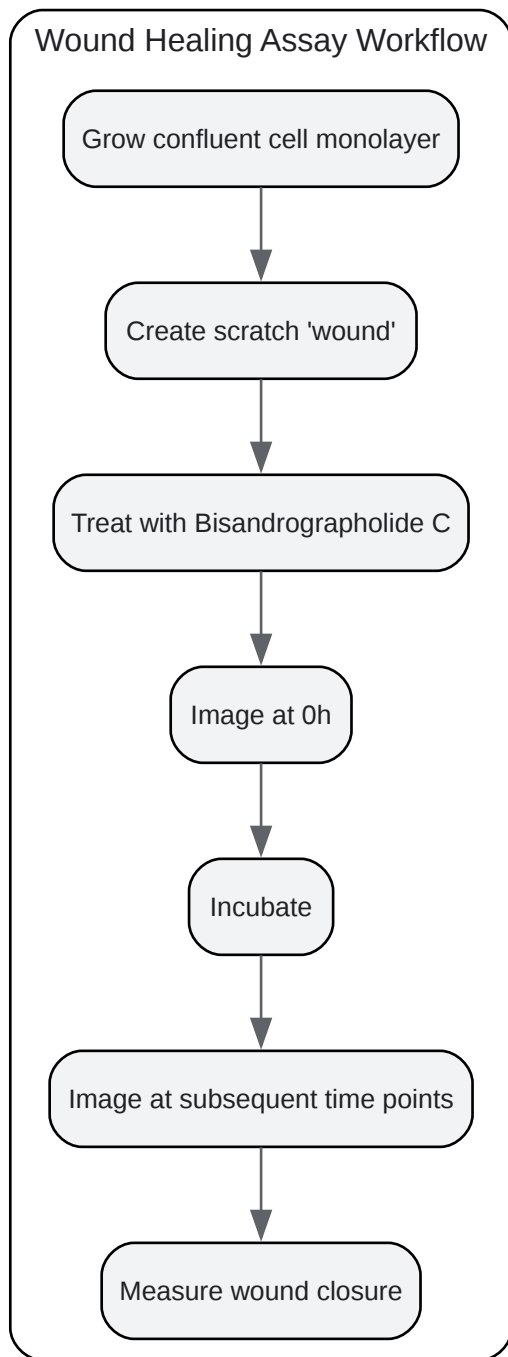 Wound Healing Assay Workflow
Grow confluent cell monolayer
Create scratch 'wound'
Treat with Bisandrographolide C
Image at 0h
Incubate
Image at subsequent time points
Measure wound closure